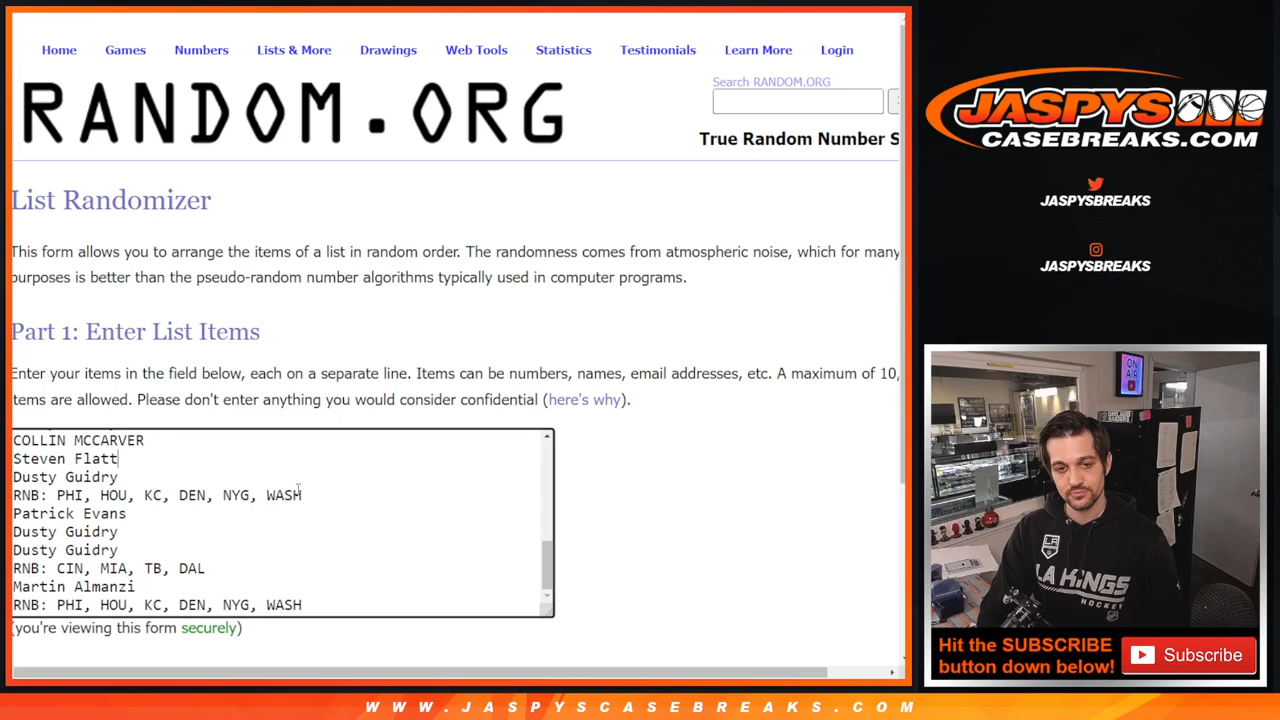 Home Games Numbers Lists & More Drawings Web Tools Statistics Testimonials Learn More Login
RANDOM.ORG
Search RANDOM.ORG
True Random Number S
List Randomizer
This form allows you to arrange the items of a list in random order. The randomness comes from atmospheric noise, which for many
purposes is better than the pseudo-random number algorithms typically used in computer programs.
Part 1: Enter List Items
Enter your items in the field below, each on a separate line. Items can be numbers, names, email addresses, etc. A maximum of 10,
items are allowed. Please don't enter anything you would consider confidential (here's why).
COLLIN MCCARVER
Steven Flatt
Dusty Guidry
RNB: PHI, HOU, KC, DEN, NYG, WASH
Patrick Evans
Dusty Guidry
Dusty Guidry
RNB: CIN, MIA, TB, DAL
Martin Almanzi
RNB: PHI, HOU, KC, DEN, NYG, WASH
(you're viewing this form securely)
JASPYS
CASEBREAKS.COM
JASPYSBREAKS
JASPYSBREAKS
ON AIR
LA
LA KINGS
HOCKEY
Hit the SUBSCRIBE
button down below!
Subscribe
WWW.JASPYSCASEBREAKS.COM